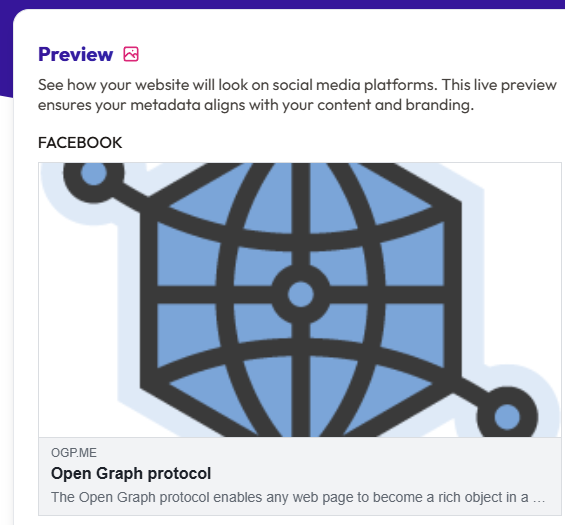 Preview
See how your website will look on social media platforms. This live preview
ensures your metadata aligns with your content and branding.
FACEBOOK
OGP.ME
Open Graph protocol
The Open Graph protocol enables any web page to become a rich object in a ...